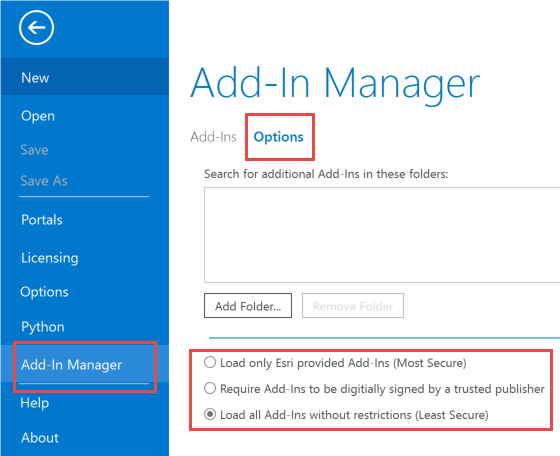 New
Open
Save
Save As
Portals
Licensing
Options
Python
Add-In Manager
Help
About
Add-In Manager
Add-Ins Options
Search for additional Add-Ins in these folders:
Add Folder... Remove Folder
Load only Esri provided Add-Ins (Most Secure)
Require Add-Ins to be digitially signed by a trusted publisher
Load all Add-Ins without restrictions (Least Secure)